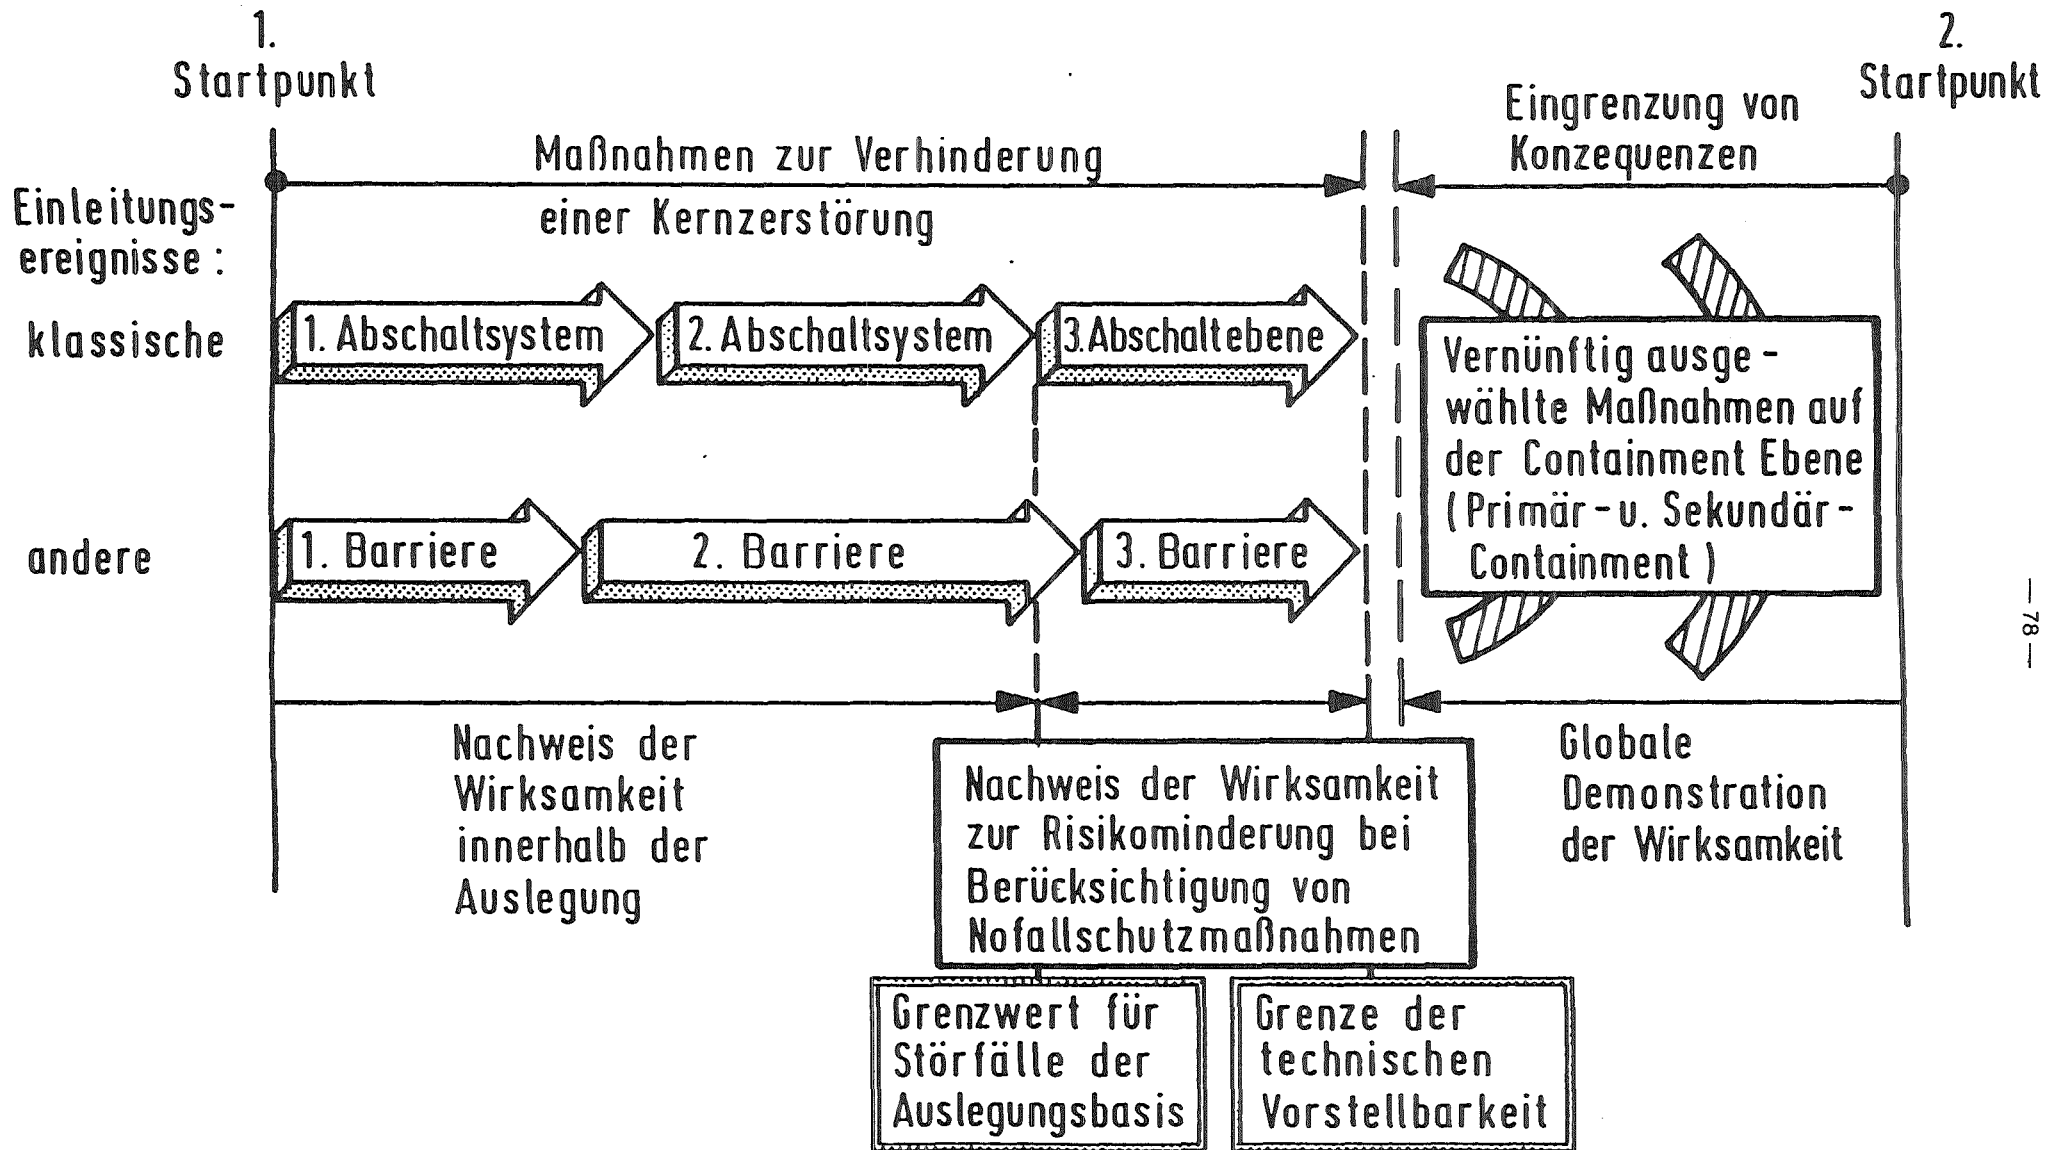 1.
Startpunkt
2.
Startpunkt
Maßnahmen zur Verhinderung
einer Kernzerstörung
Eingrenzung von
Konzequenzen
Einleitungs-
ereignisse :
klassische
1. Abschaltsystem
2. Abschaltsystem
3. Abschaltebene
Vernünftig ausge-
wählte Maßnahmen auf
der Containment Ebene
( Primär- u. Sekundär-
Containment )
andere
1. Barriere
2. Barriere
3. Barriere
— 78 —
Nachweis der
Wirksamkeit
innerhalb der
Auslegung
Nachweis der Wirksamkeit
zur Risikominderung bei
Berücksichtigung von
Nofallschutzmaßnahmen
Globale
Demonstration
der Wirksamkeit
Grenzwert für
Störfälle der
Auslegungsbasis
Grenze der
technischen
Vorstellbarkeit